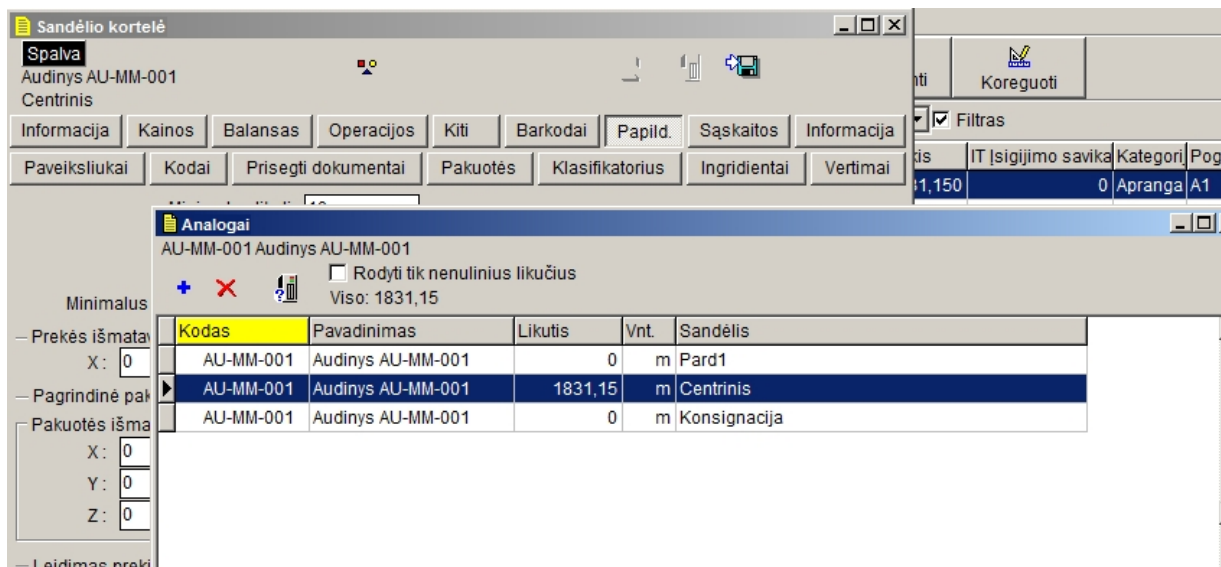 Sandėlio kortelė
Spalva
Audinys AU-MM-001
Centrinis
Koreguoti
Filtras
Informacija Kainos Balansas Operacijos Kiti Barkodai Papild. Sąskaitos Informacija
Paveiksliukai Kodai Prisegti dokumentai Pakuotės Klasifikatorius Ingridientai Vertimai
IT Įsigijimo savika Kategorij Pog
0 Apranga A1
Analogai
AU-MM-001 Audinys AU-MM-001
Rodyti tik nenulinius likučius
Viso: 1831,15
Minimalus
Kodas Pavadinimas Likutis Vnt. Sandėlis
AU-MM-001 Audinys AU-MM-001 0 m Pard1
AU-MM-001 Audinys AU-MM-001 1831,15 m Centrinis
AU-MM-001 Audinys AU-MM-001 0 m Konsignacija
Prekės išmatav
X: 0
Pagrindinė pak
Pakuotės išma
X: 0
Y: 0
Z: 0